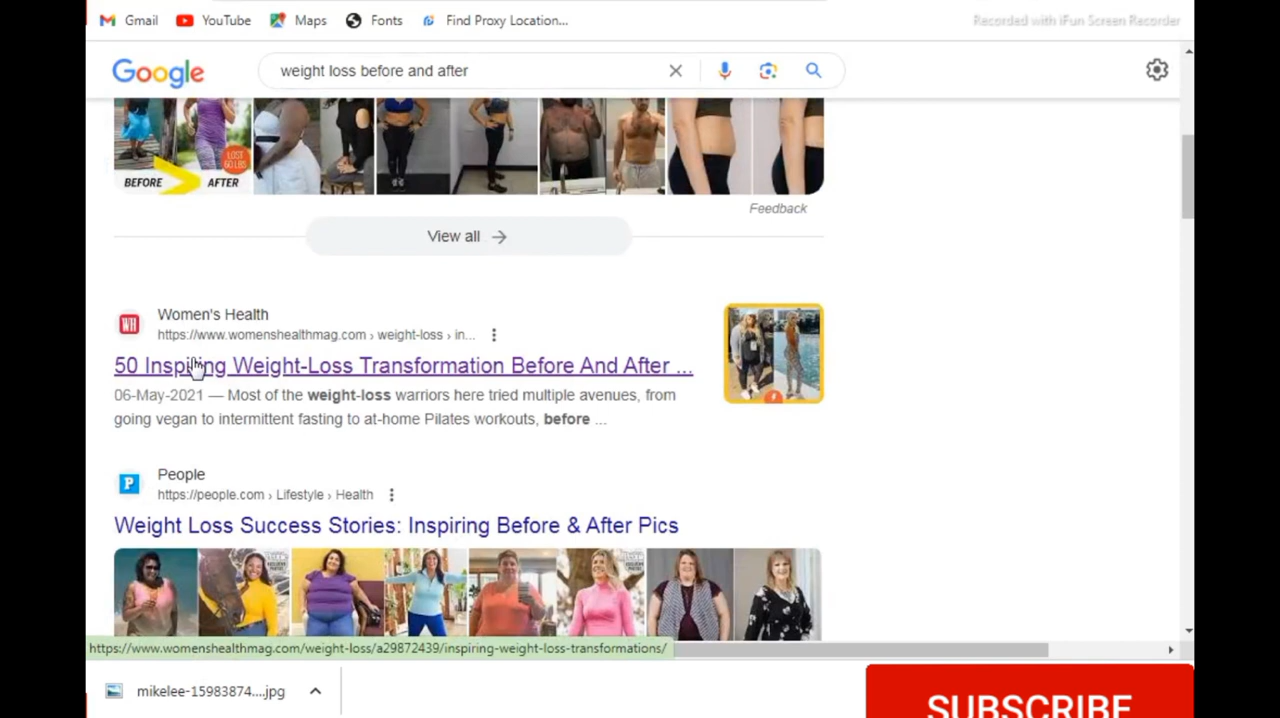 Gmail YouTube Maps Fonts Find Proxy Location... Recorded with iFun Screen Recorder
Google weight loss before and after
LOST
60 LBS
BEFORE AFTER
Feedback
View all →
WH Women's Health
https://www.womenshealthmag.com › weight-loss › in...
50 Inspiring Weight-Loss Transformation Before And After ...
06-May-2021 — Most of the weight-loss warriors here tried multiple avenues, from
going vegan to intermittent fasting to at-home Pilates workouts, before ...
P People
https://people.com › Lifestyle › Health
Weight Loss Success Stories: Inspiring Before & After Pics
https://www.womenshealthmag.com/weight-loss/a29872439/inspiring-weight-loss-transformations/
mikelee-15983874....jpg
SUBSCRIBE